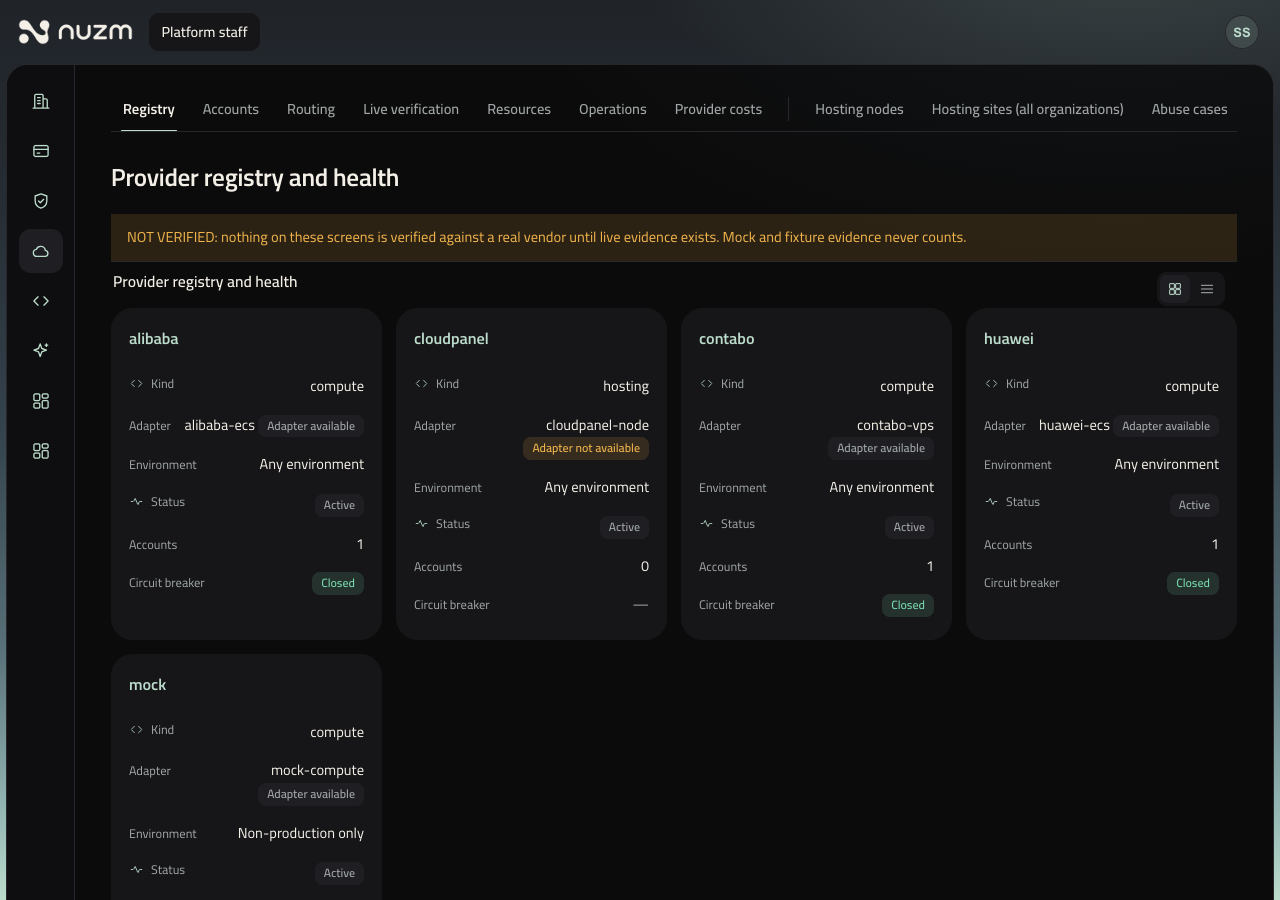 nuzm
Platform staff
SS
Registry
Accounts
Routing
Live verification
Resources
Operations
Provider costs
Hosting nodes
Hosting sites (all organizations)
Abuse cases
Provider registry and health
NOT VERIFIED: nothing on these screens is verified against a real vendor until live evidence exists. Mock and fixture evidence never counts.
Provider registry and health
alibaba
Kind compute
Adapter alibaba-ecs Adapter available
Environment Any environment
Status Active
Accounts 1
Circuit breaker Closed
cloudpanel
Kind hosting
Adapter cloudpanel-node
Adapter not available
Environment Any environment
Status Active
Accounts 0
Circuit breaker —
contabo
Kind compute
Adapter contabo-vps
Adapter available
Environment Any environment
Status Active
Accounts 1
Circuit breaker Closed
huawei
Kind compute
Adapter huawei-ecs Adapter available
Environment Any environment
Status Active
Accounts 1
Circuit breaker Closed
mock
Kind compute
Adapter mock-compute
Adapter available
Environment Non-production only
Status Active